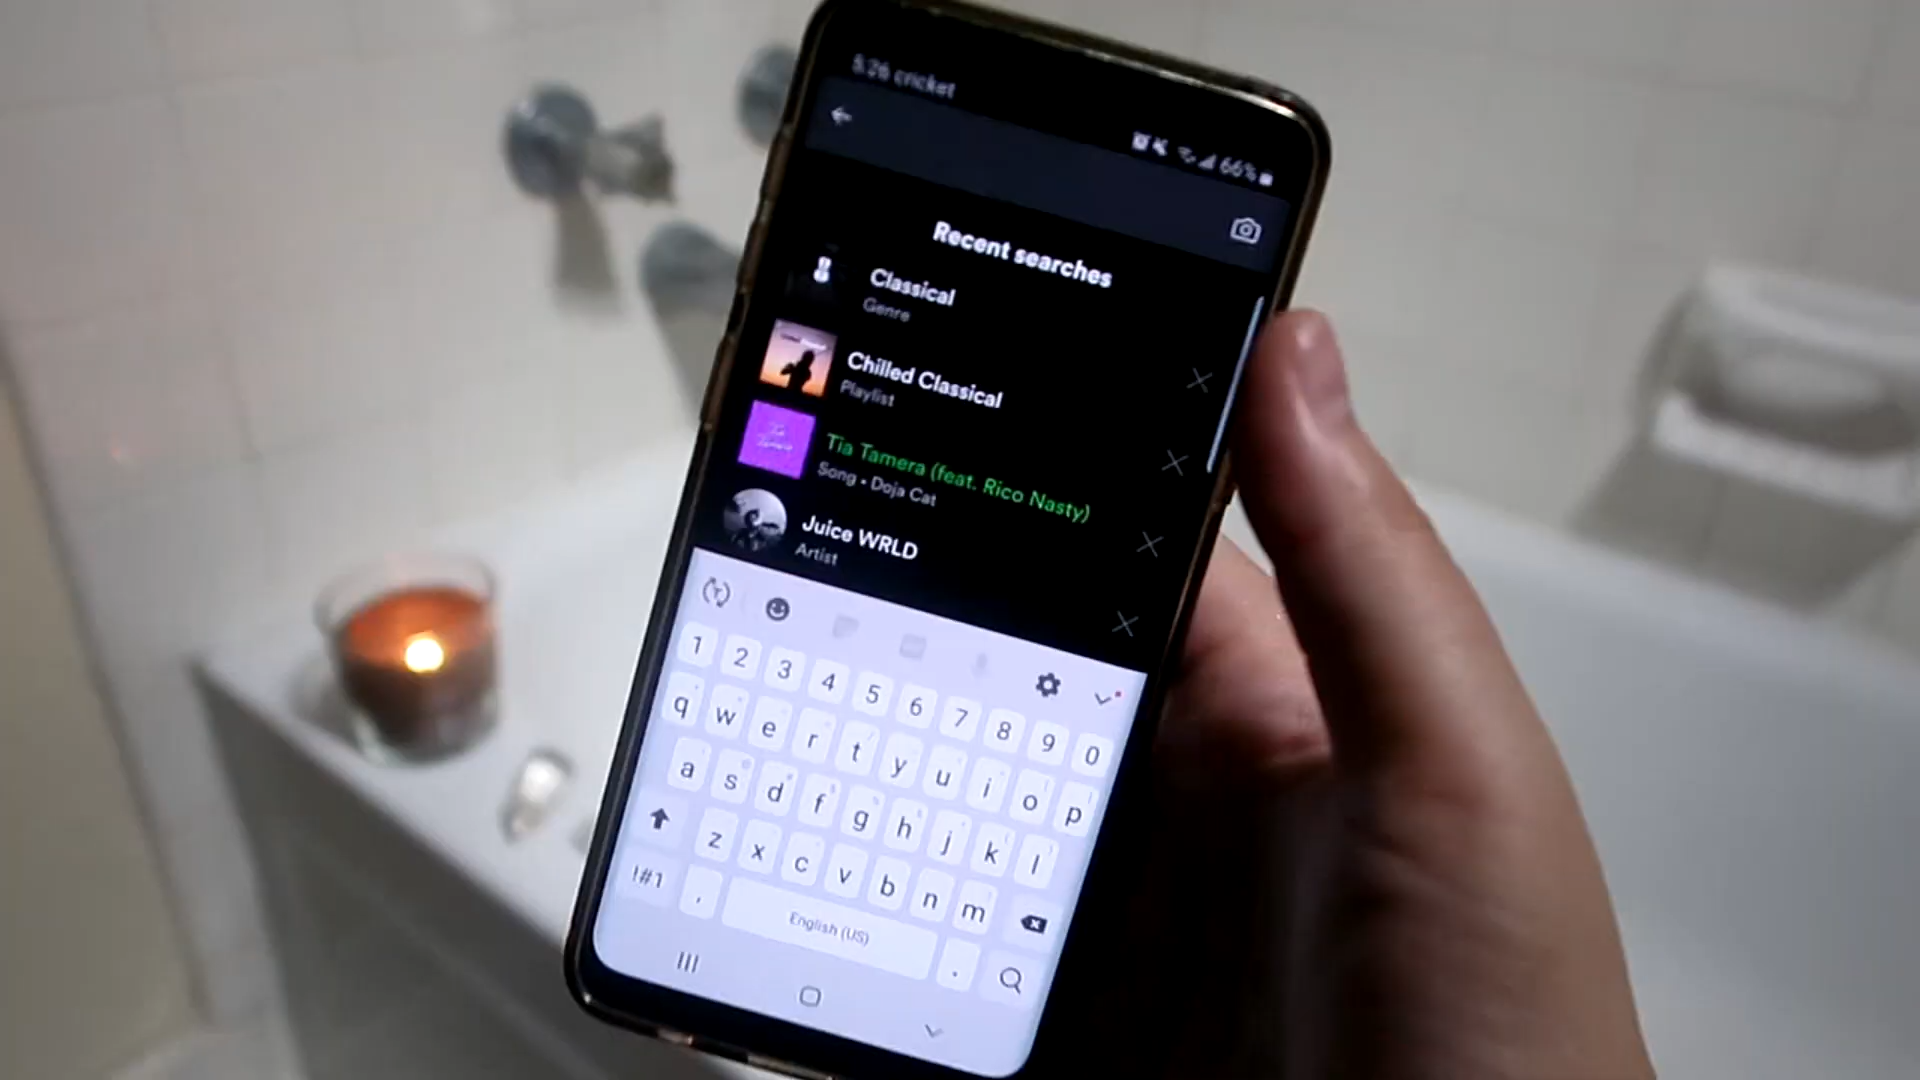 5:26 cricket
66%
Recent searches
Classical
Genre
Chilled Classical
Playlist
Tia Tamera (feat. Rico Nasty)
Song • Doja Cat
Juice WRLD
Artist
1 2 3 4 5 6 7 8 9 0
q w e r t y u i o p
a s d f g h j k l
z x c v b n m
!#1 , English (US) .